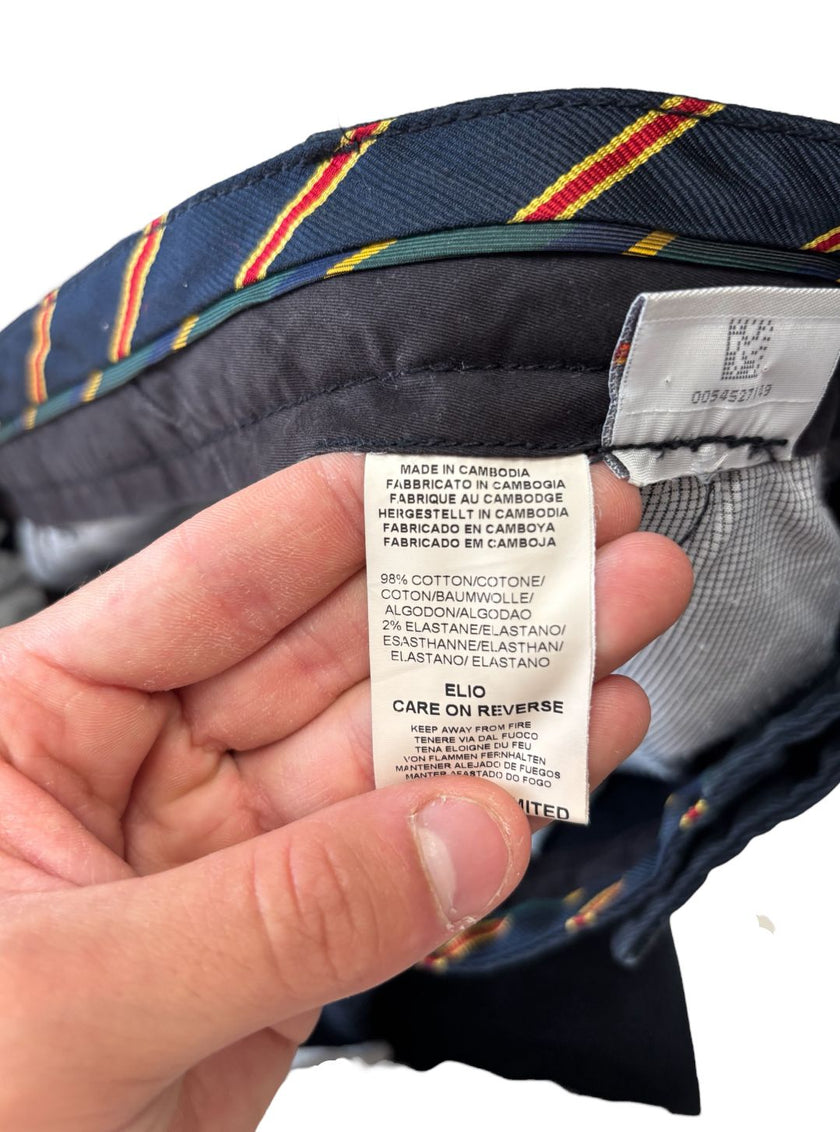 0054527149
MADE IN CAMBODIA
FABBRICATO IN CAMBOGIA
FABRIQUE AU CAMBODGE
HERGESTELLT IN CAMBODIA
FABRICADO EN CAMBOYA
FABRICADO EM CAMBOJA
98% COTTON/COTONE/
COTON/BAUMWOLLE/
ALGODON/ALGODAO
2% ELASTANE/ELASTANO/
ESASTHANNE/ELASTHAN/
ELASTANO/ ELASTANO
ELIO
CARE ON REVERSE
KEEP AWAY FROM FIRE
TENERE VIA DAL FUOCO
TENA ELOIGNE DU FEU
VON FLAMMEN FERNHALTEN
MANTENER ALEJADO DE FUEGOS
MANTER AFASTADO DO FOGO
MITED